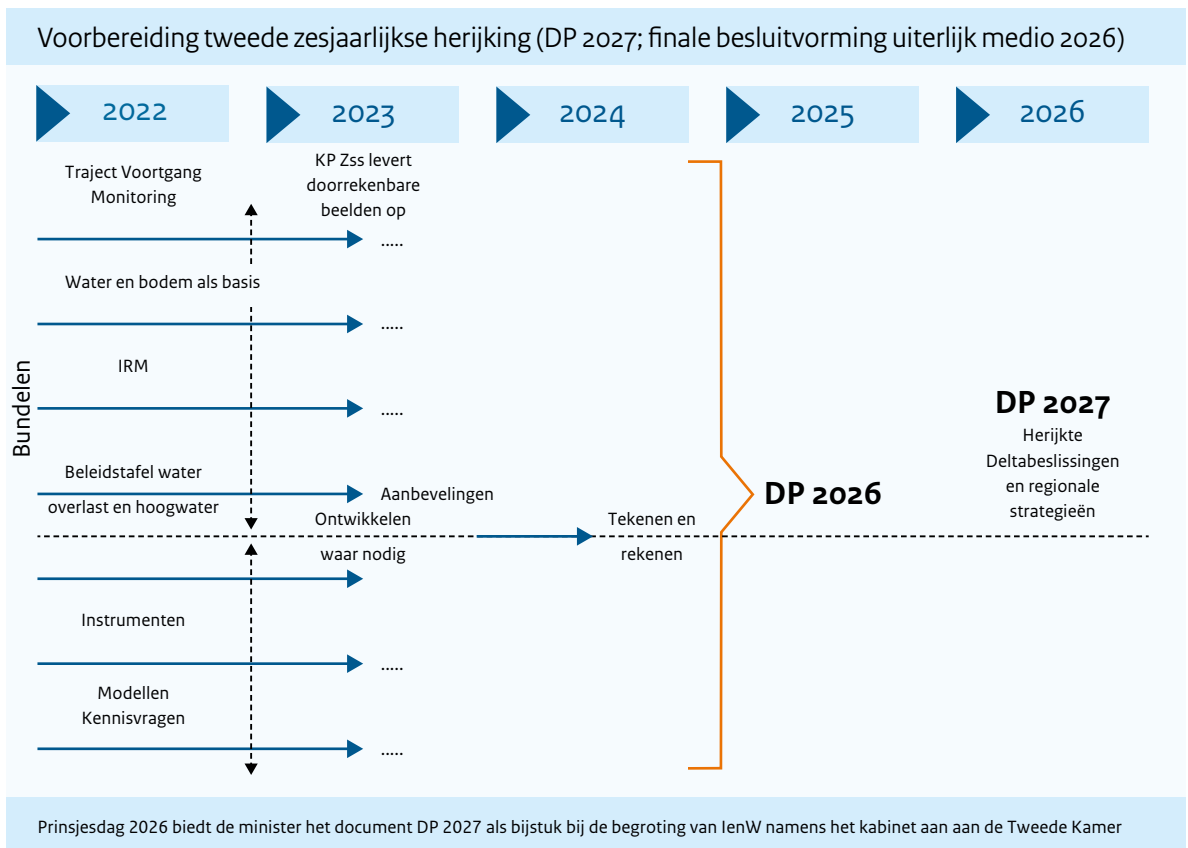 Voorbereiding tweede zesjaarlijkse herijking (DP 2027; finale besluitvorming uiterlijk medio 2026)
2022
2023
2024
2025
2026
Traject Voortgang
Monitoring
KP Zss levert
doorrekenbare
beelden op
.....
Water en bodem als basis
.....
IRM
.....
Bundelen
Beleidstafel water
overlast en hoogwater
Aanbevelingen
Ontwikkelen
waar nodig
Tekenen en
rekenen
DP 2026
DP 2027
Herijkte
Deltabeslissingen
en regionale
strategieën
Instrumenten
.....
Modellen
Kennisvragen
.....
Prinsjesdag 2026 biedt de minister het document DP 2027 als bijstuk bij de begroting van IenW namens het kabinet aan aan de Tweede Kamer